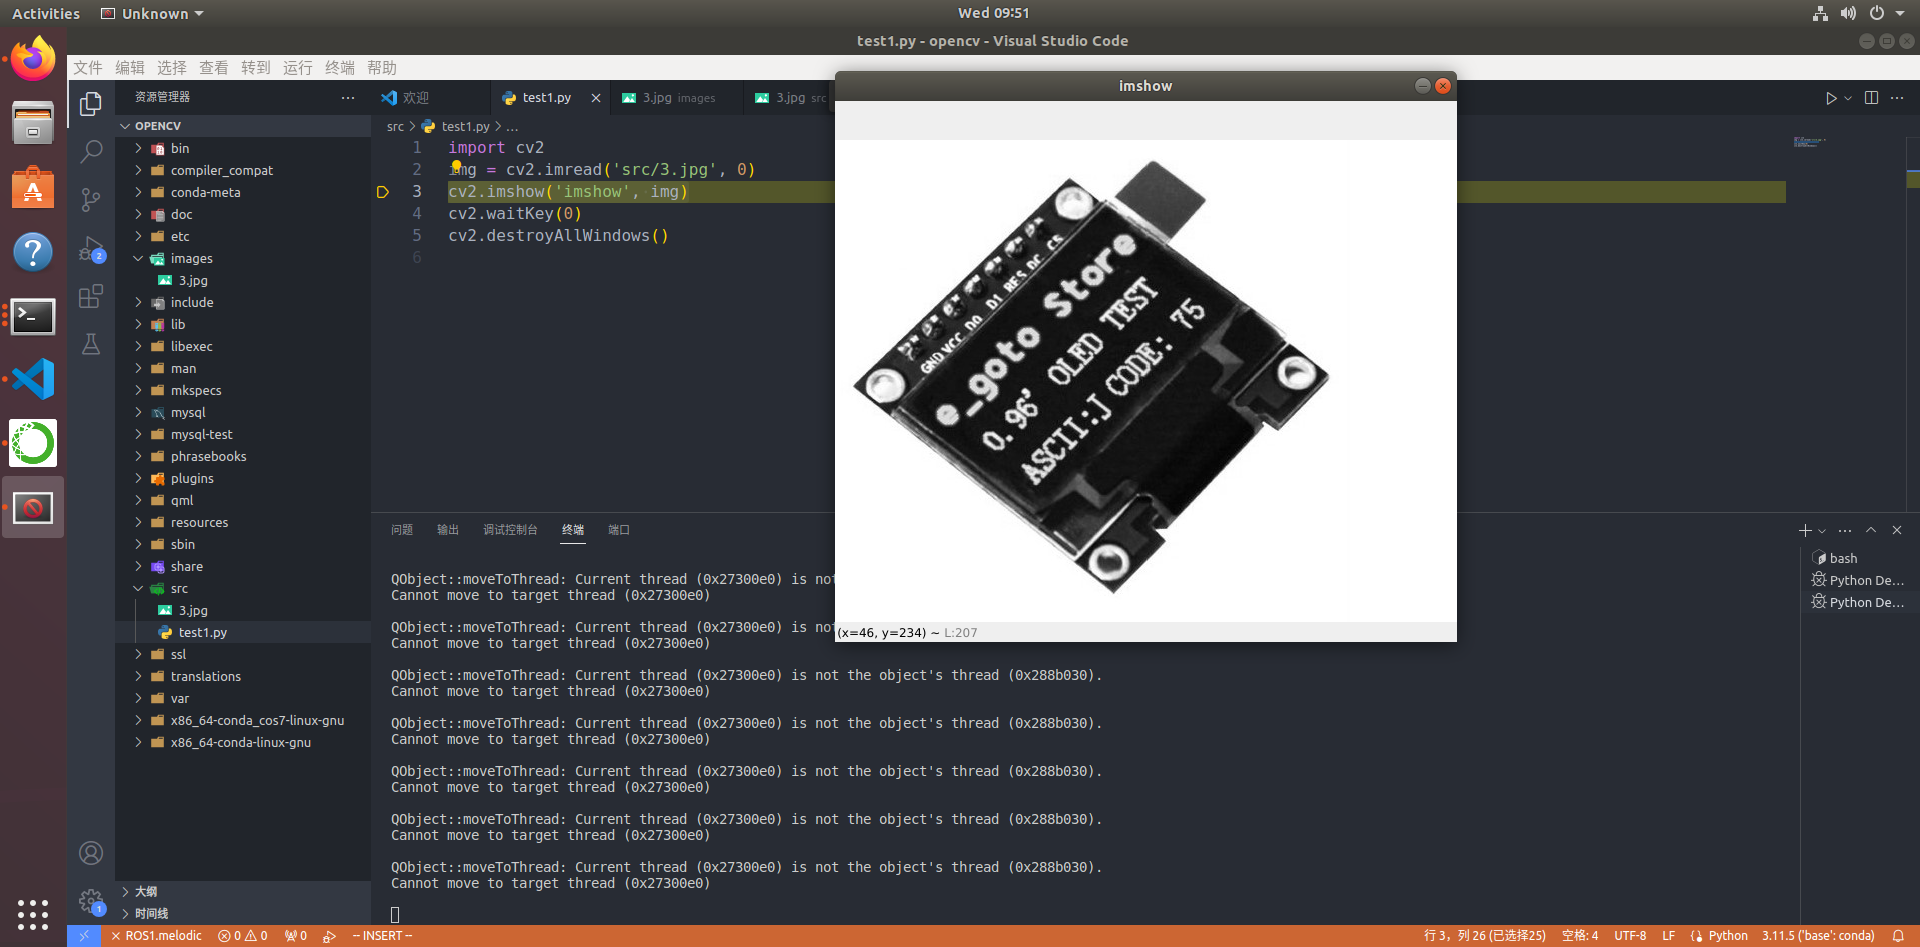 Activities
Unknown
Wed 09:51
test1.py - opencv - Visual Studio Code
文件 编辑 选择 查看 转到 运行 终端 帮助
资源管理器
欢迎
test1.py
3.jpg images
3.jpg src
OPENCV
bin
compiler_compat
conda-meta
doc
etc
images
3.jpg
include
lib
libexec
man
mkspecs
mysql
mysql-test
phrasebooks
plugins
qml
resources
sbin
share
src
3.jpg
test1.py
ssl
translations
var
x86_64-conda_cos7-linux-gnu
x86_64-conda-linux-gnu
大纲
时间线
src > test1.py > ...
1 import cv2
2 img = cv2.imread('src/3.jpg', 0)
3 cv2.imshow('imshow', img)
4 cv2.waitKey(0)
5 cv2.destroyAllWindows()
6
imshow
GND VCC D0 D1 RES DC CS
e_goto Store
0.96' OLED TEST
ASCII:J CODE: 75
(x=46, y=234) ~ L:207
问题 输出 调试控制台 终端 端口
QObject::moveToThread: Current thread (0x27300e0) is not
Cannot move to target thread (0x27300e0)
QObject::moveToThread: Current thread (0x27300e0) is not
Cannot move to target thread (0x27300e0)
QObject::moveToThread: Current thread (0x27300e0) is not the object's thread (0x288b030).
Cannot move to target thread (0x27300e0)
QObject::moveToThread: Current thread (0x27300e0) is not the object's thread (0x288b030).
Cannot move to target thread (0x27300e0)
QObject::moveToThread: Current thread (0x27300e0) is not the object's thread (0x288b030).
Cannot move to target thread (0x27300e0)
QObject::moveToThread: Current thread (0x27300e0) is not the object's thread (0x288b030).
Cannot move to target thread (0x27300e0)
QObject::moveToThread: Current thread (0x27300e0) is not the object's thread (0x288b030).
Cannot move to target thread (0x27300e0)
bash
Python De...
Python De...
2
1
ROS1.melodic
0 0
0
-- INSERT --
行 3，列 26 (已选择25)
空格: 4
UTF-8
LF
Python
3.11.5 ('base': conda)